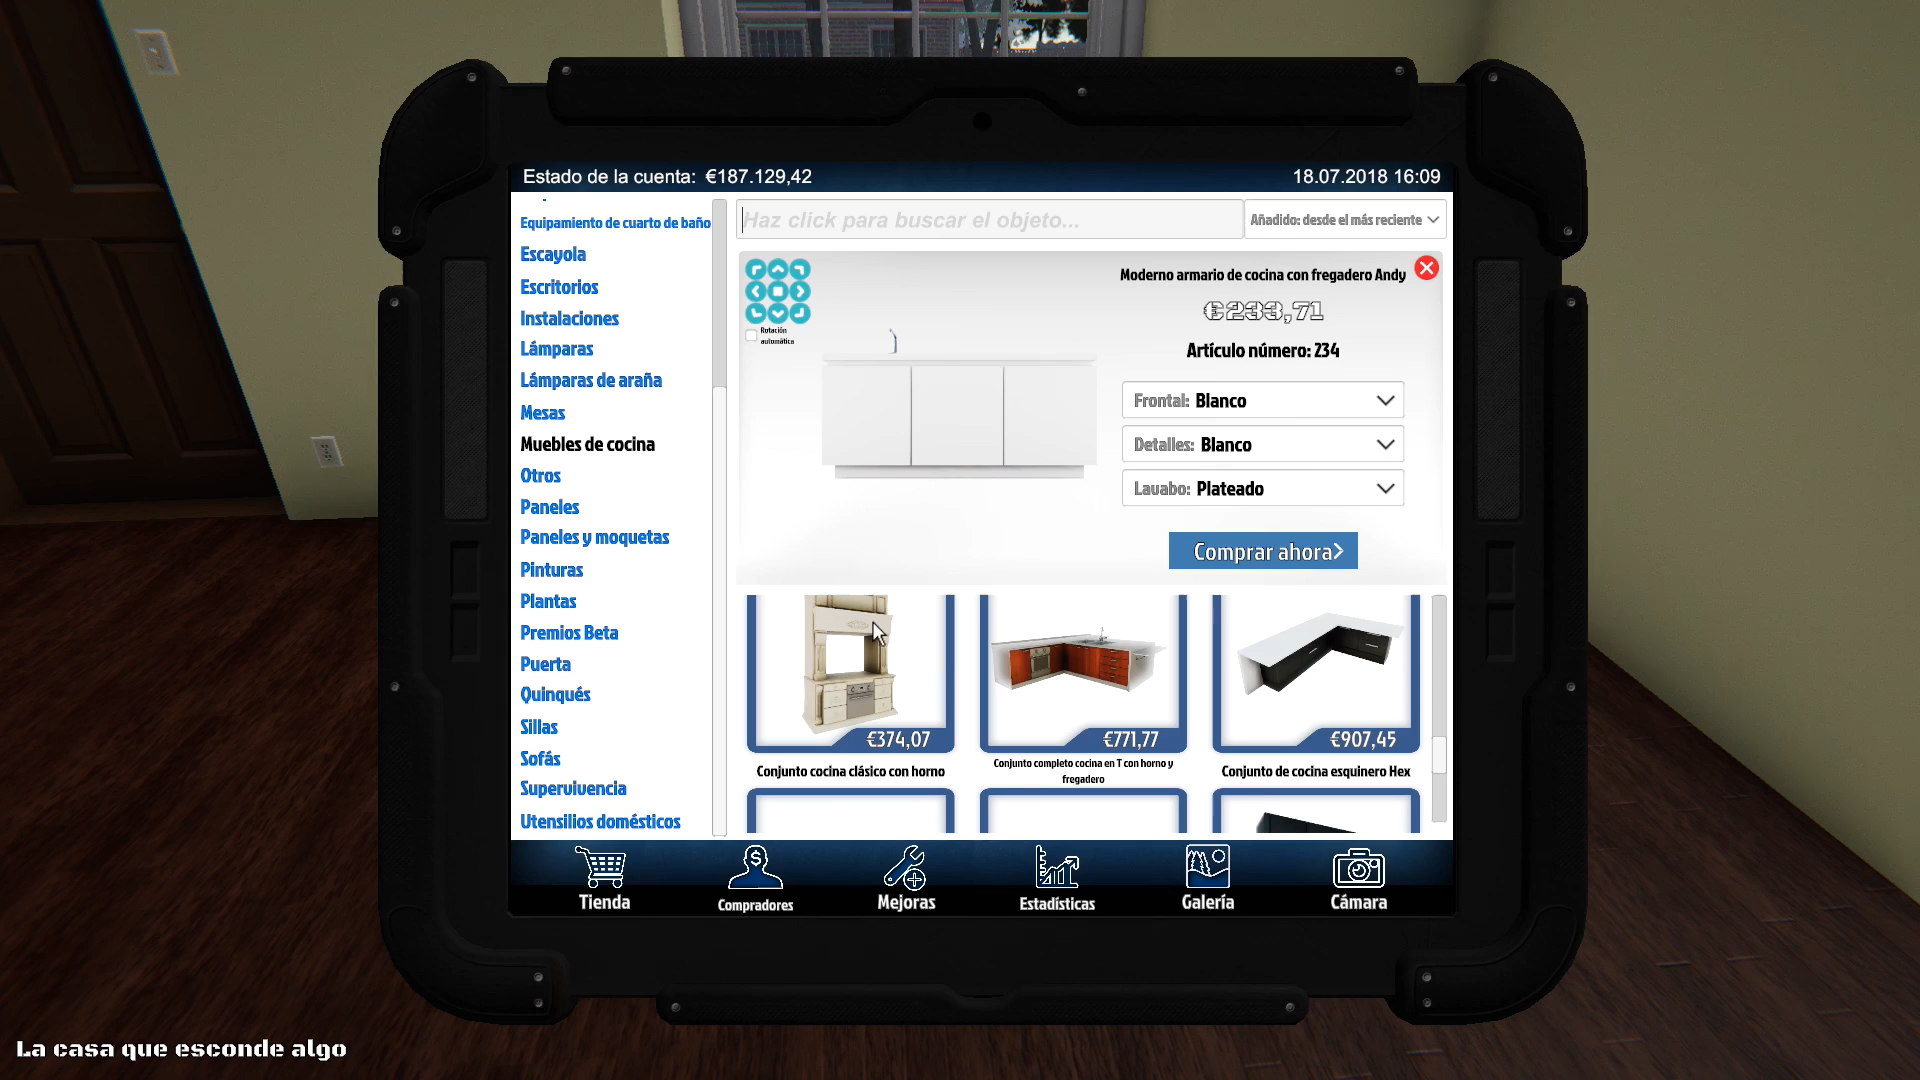 Estado de la cuenta: €187.129,42
18.07.2018 16:09
Equipamiento de cuarto de baño
Escayola
Escritorios
Instalaciones
Lámparas
Lámparas de araña
Mesas
Muebles de cocina
Otros
Paneles
Paneles y moquetas
Pinturas
Plantas
Premios Beta
Puerta
Quinqués
Sillas
Sofás
Supervivencia
Utensilios domésticos
Haz click para buscar el objeto...
Añadido: desde el más reciente
Rotación
automática
Moderno armario de cocina con fregadero Andy
€233,71
Artículo número: 234
Frontal: Blanco
Detalles: Blanco
Lavabo: Plateado
Comprar ahora>
€374,07
Conjunto cocina clásico con horno
€771,77
Conjunto completo cocina en T con horno y
fregadero
€907,45
Conjunto de cocina esquinero Hex
Tienda
Compradores
Mejoras
Estadísticas
Galería
Cámara
La casa que esconde algo